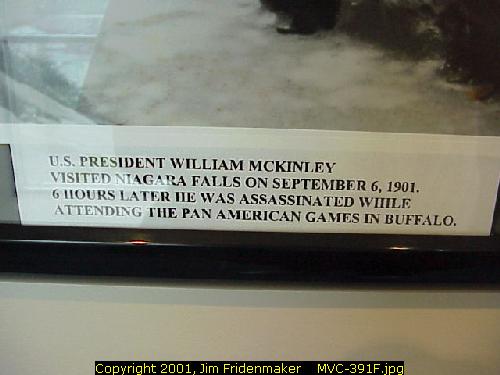 U.S. PRESIDENT WILLIAM MCKINLEY
VISITED NIAGARA FALLS ON SEPTEMBER 6, 1901.
6 HOURS LATER HE WAS ASSASSINATED WHILE
ATTENDING THE PAN AMERICAN GAMES IN BUFFALO.
Copyright 2001, Jim Fridenmaker MVC-391F.jpg